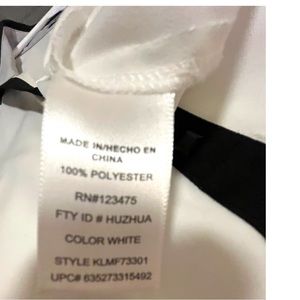 MADE IN/HECHO EN
CHINA
100% POLYESTER
RN#123475
FTY ID # HUZHUA
COLOR WHITE
STYLE KLMF73301
UPC# 635273315492